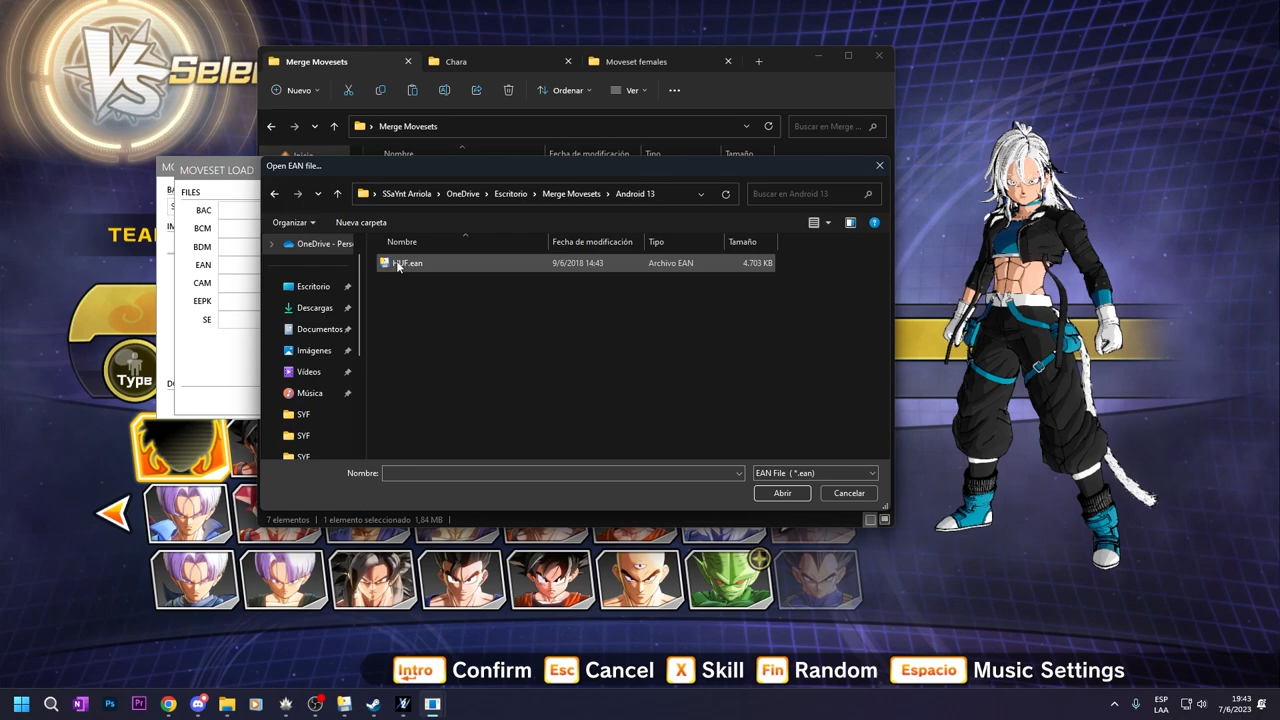 VS
Sele
Merge Movesets
Chara
Moveset females
Nuevo
Ordenar
Ver
Merge Movesets
Buscar en Merge ...
Nombre
Fecha de modificación
Tipo
Tamaño
Open EAN file...
MOVESET LOAD
FILES
SSaYnt Arriola
OneDrive
Escritorio
Merge Movesets
Android 13
Buscar en Android 13
BAC
Organizar
Nueva carpeta
BCM
TEA
BDM
OneDrive - Pers
Nombre
Fecha de modificación
Tipo
Tamaño
EAN
HUF.ean
9/6/2018 14:43
Archivo EAN
4.703 KB
CAM
Escritorio
EEPK
Descargas
SE
Documentos
Imágenes
Vídeos
Type
Música
SYF
SYF
SYF
Nombre:
EAN File ( *.ean)
Abrir
Cancelar
7 elementos
1 elemento seleccionado 1,84 MB
Intro Confirm
Esc Cancel
X Skill
Fin Random
Espacio Music Settings
ESP
LAA
19:43
7/6/2023